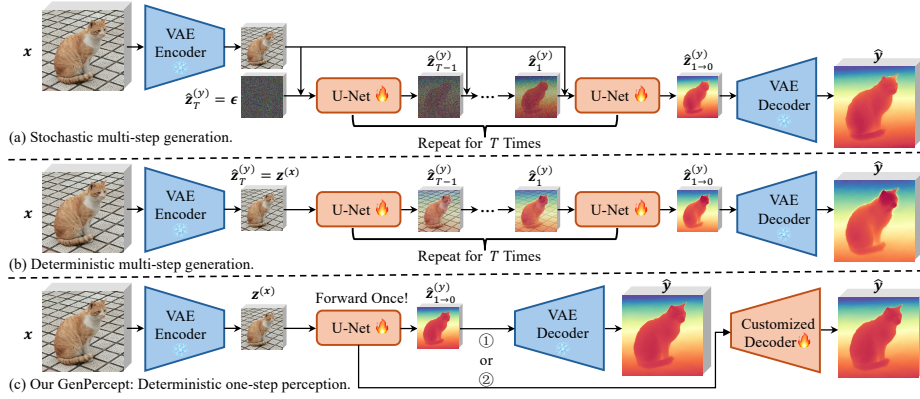 x
VAE
Encoder
ẑ_T^(y) = ϵ
U-Net
ẑ_{T−1}^(y)
...
ẑ_1^(y)
U-Net
ẑ_{1→0}^(y)
VAE
Decoder
ŷ
Repeat for T Times
(a) Stochastic multi-step generation.
x
VAE
Encoder
ẑ_T^(y) = z^(x)
U-Net
ẑ_{T−1}^(y)
...
ẑ_1^(y)
U-Net
ẑ_{1→0}^(y)
VAE
Decoder
ŷ
Repeat for T Times
(b) Deterministic multi-step generation.
x
VAE
Encoder
z^(x)
Forward Once!
U-Net
ẑ_{1→0}^(y)
①
or
②
VAE
Decoder
ŷ
Customized
Decoder
ŷ
(c) Our GenPercept: Deterministic one-step perception.